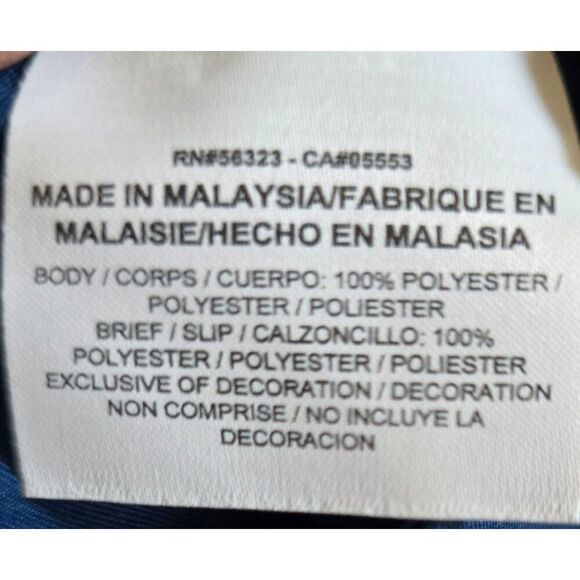 RN#56323 - CA#05553
MADE IN MALAYSIA/FABRIQUE EN
MALAISIE/HECHO EN MALASIA
BODY / CORPS / CUERPO: 100% POLYESTER /
POLYESTER / POLIESTER
BRIEF / SLIP / CALZONCILLO: 100%
POLYESTER / POLYESTER / POLIESTER
EXCLUSIVE OF DECORATION / DECORATION
NON COMPRISE / NO INCLUYE LA
DECORACION